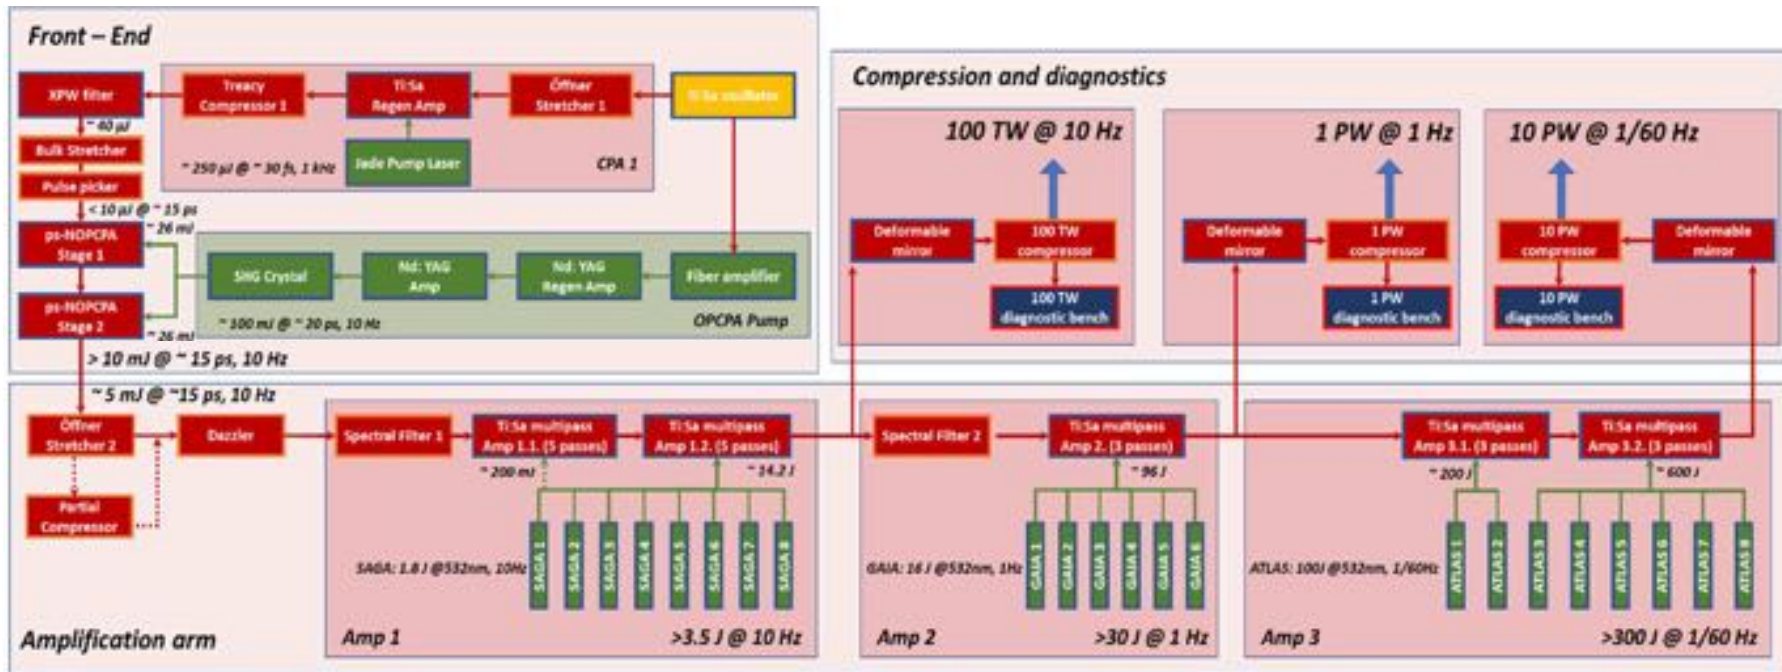 Front – End
XPW filter
Treacy
Compressor 1
Ti:Sa
Regen Amp
Öffner
Stretcher 1
Ti:Sa oscillator
~ 40 µJ
Bulk Stretcher
Jade Pump Laser
~ 250 µJ @ ~ 30 fs, 1 kHz
CPA 1
Pulse picker
< 10 µJ @ ~ 15 ps
~ 26 mJ
ps-NOPCPA
Stage 1
SHG Crystal
Nd: YAG
Amp
Nd: YAG
Regen Amp
Fiber amplifier
ps-NOPCPA
Stage 2
~ 26 mJ
~ 100 mJ @ ~ 20 ps, 10 Hz
OPCPA Pump
> 10 mJ @ ~ 15 ps, 10 Hz
Compression and diagnostics
100 TW @ 10 Hz
1 PW @ 1 Hz
10 PW @ 1/60 Hz
Deformable
mirror
100 TW
compressor
Deformable
mirror
1 PW
compressor
10 PW
compressor
Deformable
mirror
100 TW
diagnostic bench
1 PW
diagnostic bench
10 PW
diagnostic bench
~ 5 mJ @ ~15 ps, 10 Hz
Öffner
Stretcher 2
Dazzler
Spectral Filter 1
Ti:Sa multipass
Amp 1.1. (5 passes)
Ti:Sa multipass
Amp 1.2. (5 passes)
Spectral Filter 2
Ti:Sa multipass
Amp 2. (3 passes)
Ti:Sa multipass
Amp 3.1. (3 passes)
Ti:Sa multipass
Amp 3.2. (3 passes)
~ 200 mJ
~ 14.2 J
~ 96 J
~ 200 J
~ 600 J
Partial
Compressor
SAGA: 1.8 J @532nm, 10Hz
SAGA 1
SAGA 2
SAGA 3
SAGA 4
SAGA 5
SAGA 6
SAGA 7
SAGA 8
GAIA: 16 J @532nm, 1Hz
GAIA 1
GAIA 2
GAIA 3
GAIA 4
GAIA 5
GAIA 6
ATLAS: 100J @532nm, 1/60Hz
ATLAS 1
ATLAS 2
ATLAS 3
ATLAS 4
ATLAS 5
ATLAS 6
ATLAS 7
ATLAS 8
Amplification arm
Amp 1
>3.5 J @ 10 Hz
Amp 2
>30 J @ 1 Hz
Amp 3
>300 J @ 1/60 Hz